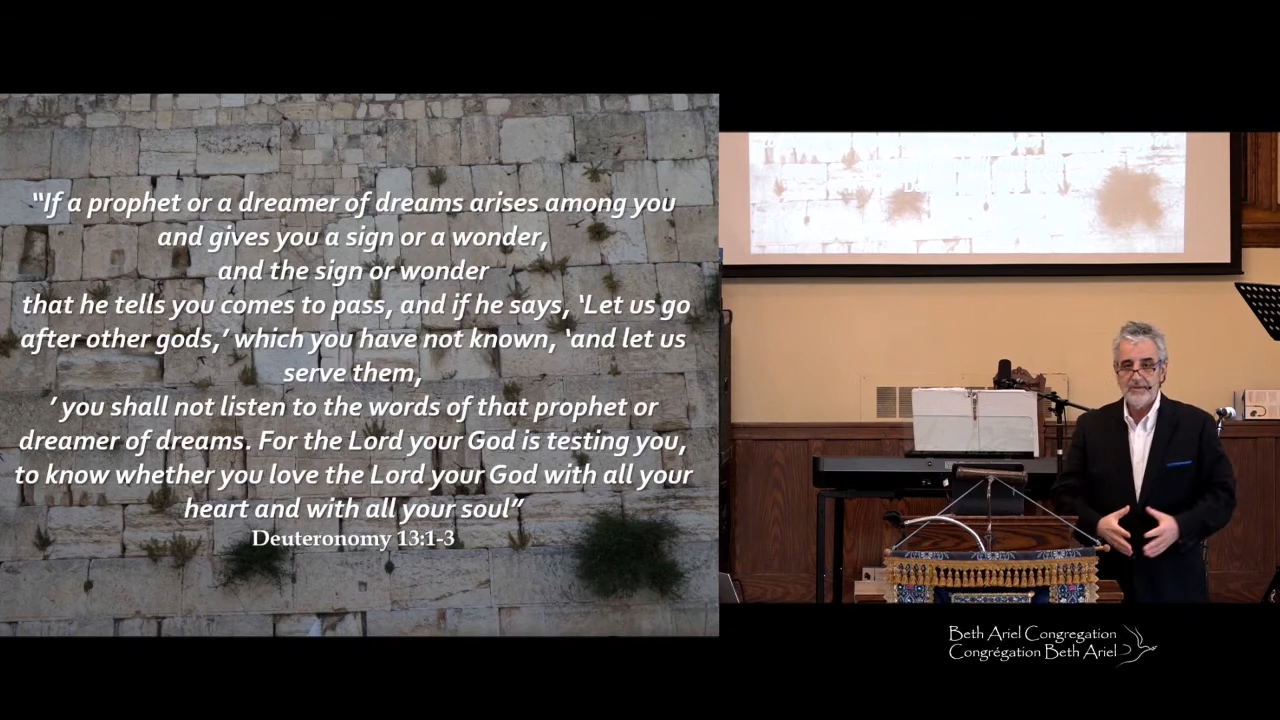 “If a prophet or a dreamer of dreams arises among you
and gives you a sign or a wonder,
and the sign or wonder
that he tells you comes to pass, and if he says, ‘Let us go
after other gods,’ which you have not known, ‘and let us
serve them,
’ you shall not listen to the words of that prophet or
dreamer of dreams. For the Lord your God is testing you,
to know whether you love the Lord your God with all your
heart and with all your soul”
Deuteronomy 13:1-3
Beth Ariel Congregation
Congrégation Beth Ariel